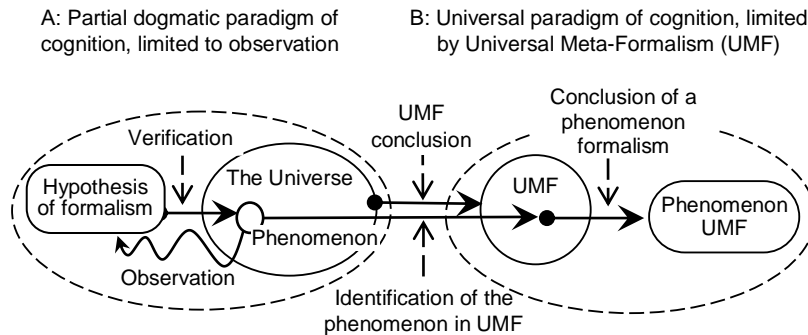 A: Partial dogmatic paradigm of
cognition, limited to observation
B: Universal paradigm of cognition, limited
by Universal Meta-Formalism (UMF)
Verification
Hypothesis
of formalism
The Universe
Phenomenon
Observation
UMF
conclusion
Identification of the
phenomenon in UMF
UMF
Conclusion of a
phenomenon
formalism
Phenomenon
UMF